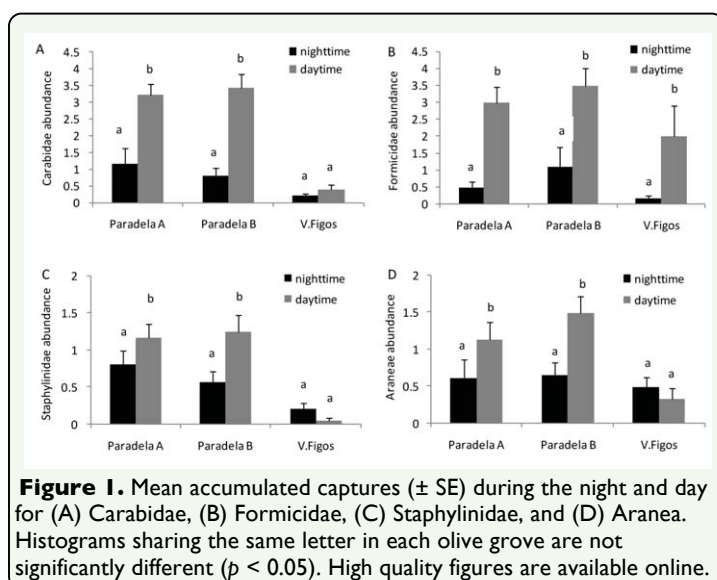 A
4.5
4
3.5
3
2.5
2
1.5
1
0.5
0
Carabidae abundance
nighttime
daytime
a b a b a a
Paradela A Paradela B V.Figos
B
4.5
4
3.5
3
2.5
2
1.5
1
0.5
0
Formicidae abundance
nighttime
daytime
a b a b a b
Paradela A Paradela B V.Figos
C
2
1.5
1
0.5
0
Staphylinidae abundance
nighttime
daytime
a b a b a a
Paradela A Paradela B V.Figos
D
2
1.5
1
0.5
0
Araneae abundance
nighttime
daytime
a b a b a a
Paradela A Paradela B V.Figos
Figure 1. Mean accumulated captures (± SE) during the night and day
for (A) Carabidae, (B) Formicidae, (C) Staphylinidae, and (D) Aranea.
Histograms sharing the same letter in each olive grove are not
significantly different (p < 0.05). High quality figures are available online.